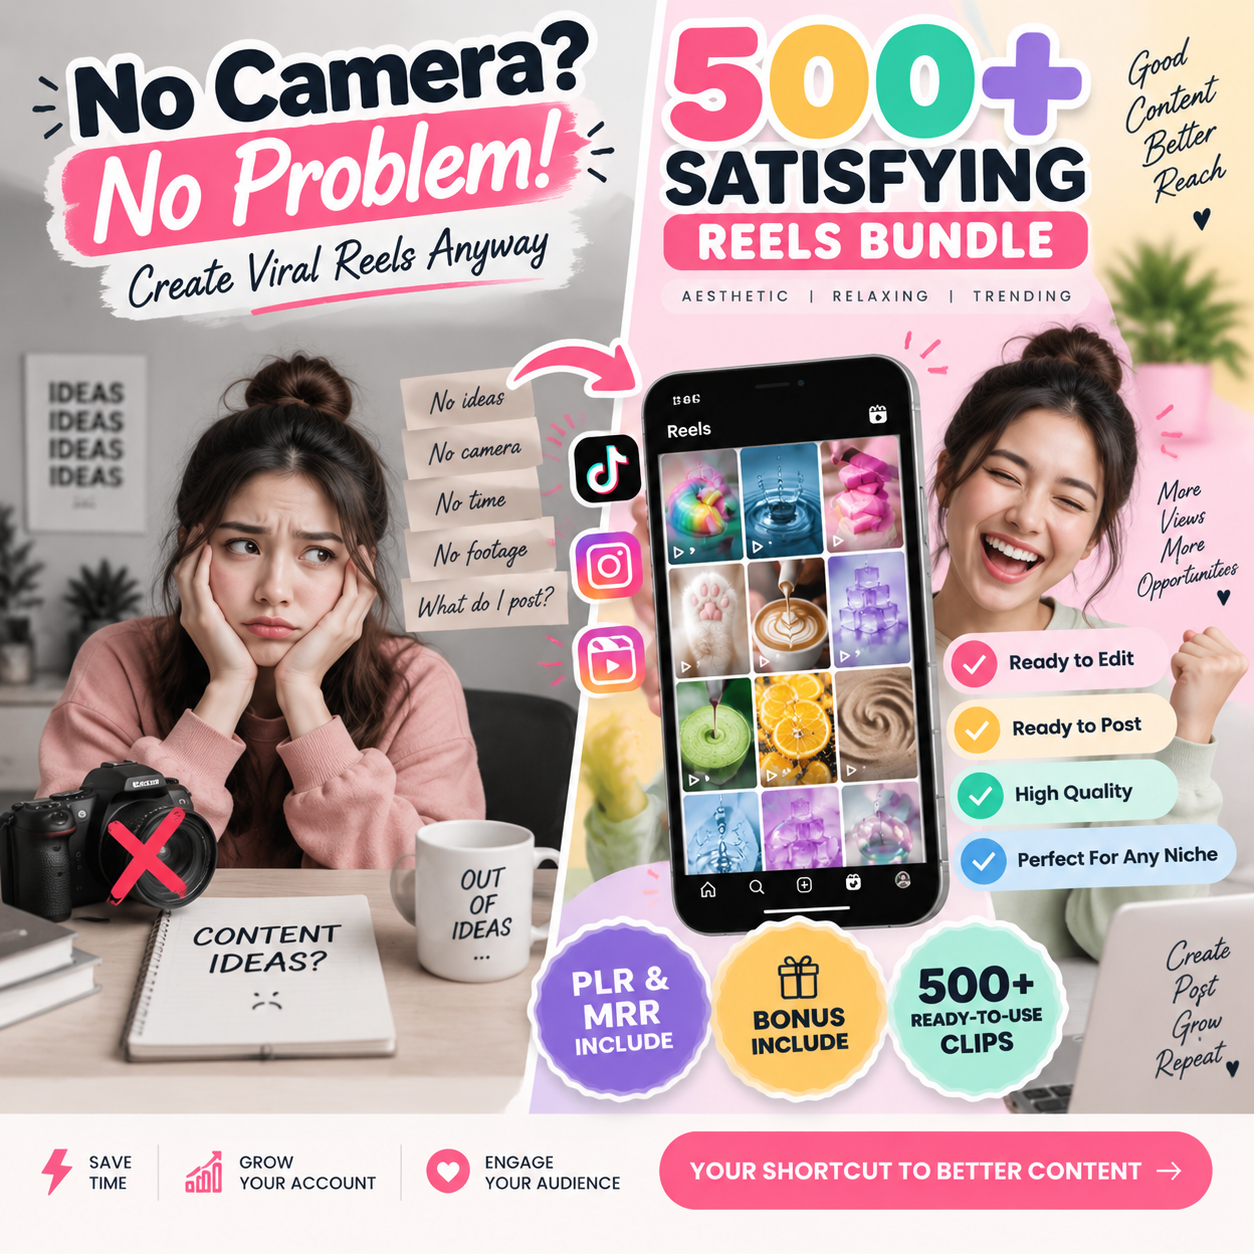 No Camera?
No Problem!
Create Viral Reels Anyway
IDEAS
IDEAS
IDEAS
IDEAS
No ideas
No camera
No time
No footage
What do I post?
CONTENT
IDEAS?
OUT
OF
IDEAS
...
500+
SATISFYING
REELS BUNDLE
AESTHETIC | RELAXING | TRENDING
Good
Content
Better
Reach
Reels
More
Views
More
Opportunitees
Ready to Edit
Ready to Post
High Quality
Perfect For Any Niche
PLR &
MRR
INCLUDE
BONUS
INCLUDE
500+
READY-TO-USE
CLIPS
Create
Post
Grow
Repeat
SAVE
TIME
GROW
YOUR ACCOUNT
ENGAGE
YOUR AUDIENCE
YOUR SHORTCUT TO BETTER CONTENT →